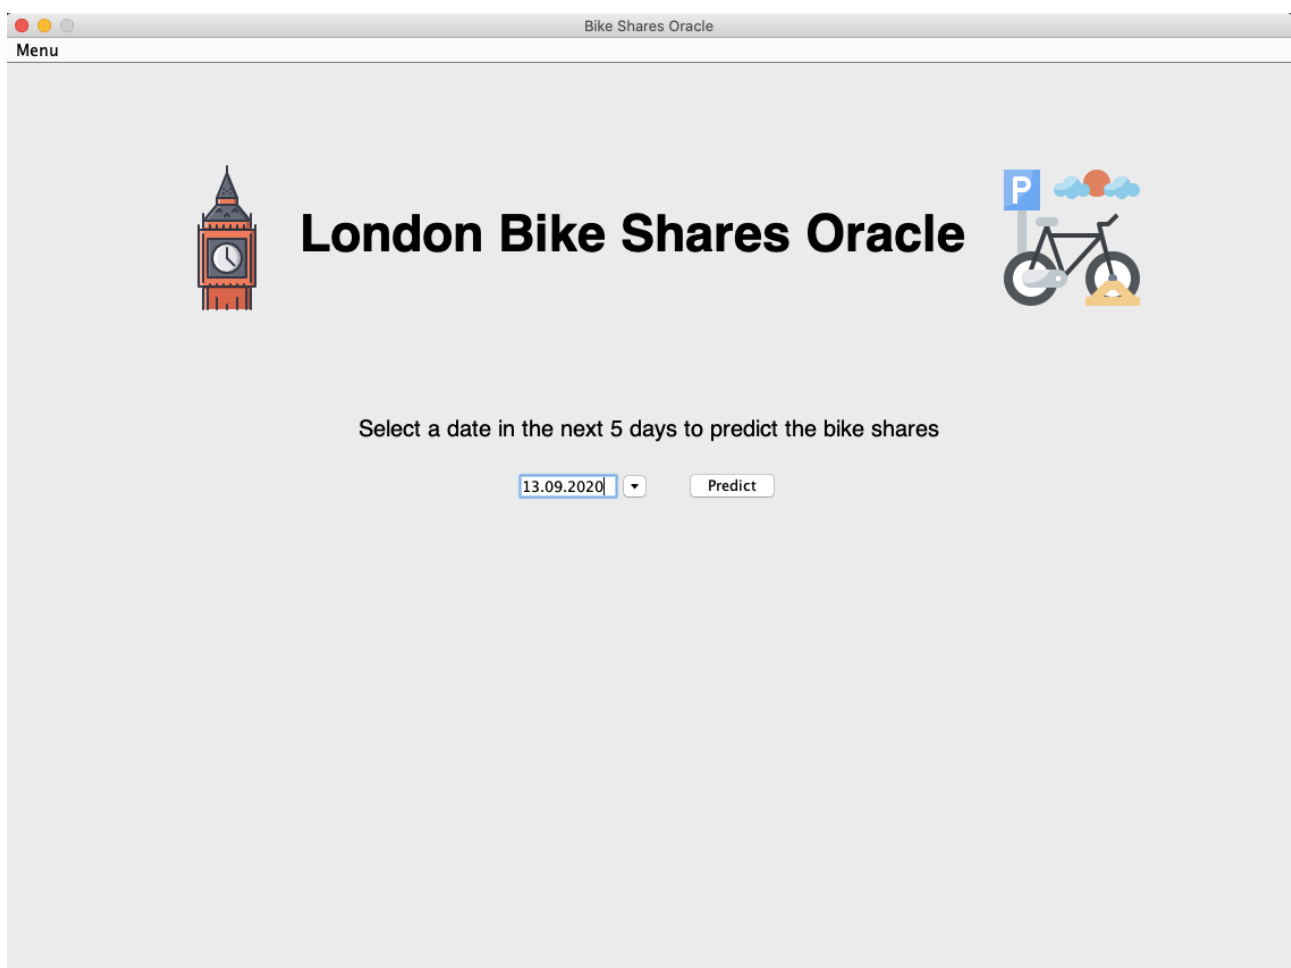 Bike Shares Oracle
Menu
London Bike Shares Oracle
P
Select a date in the next 5 days to predict the bike shares
13.09.2020
Predict